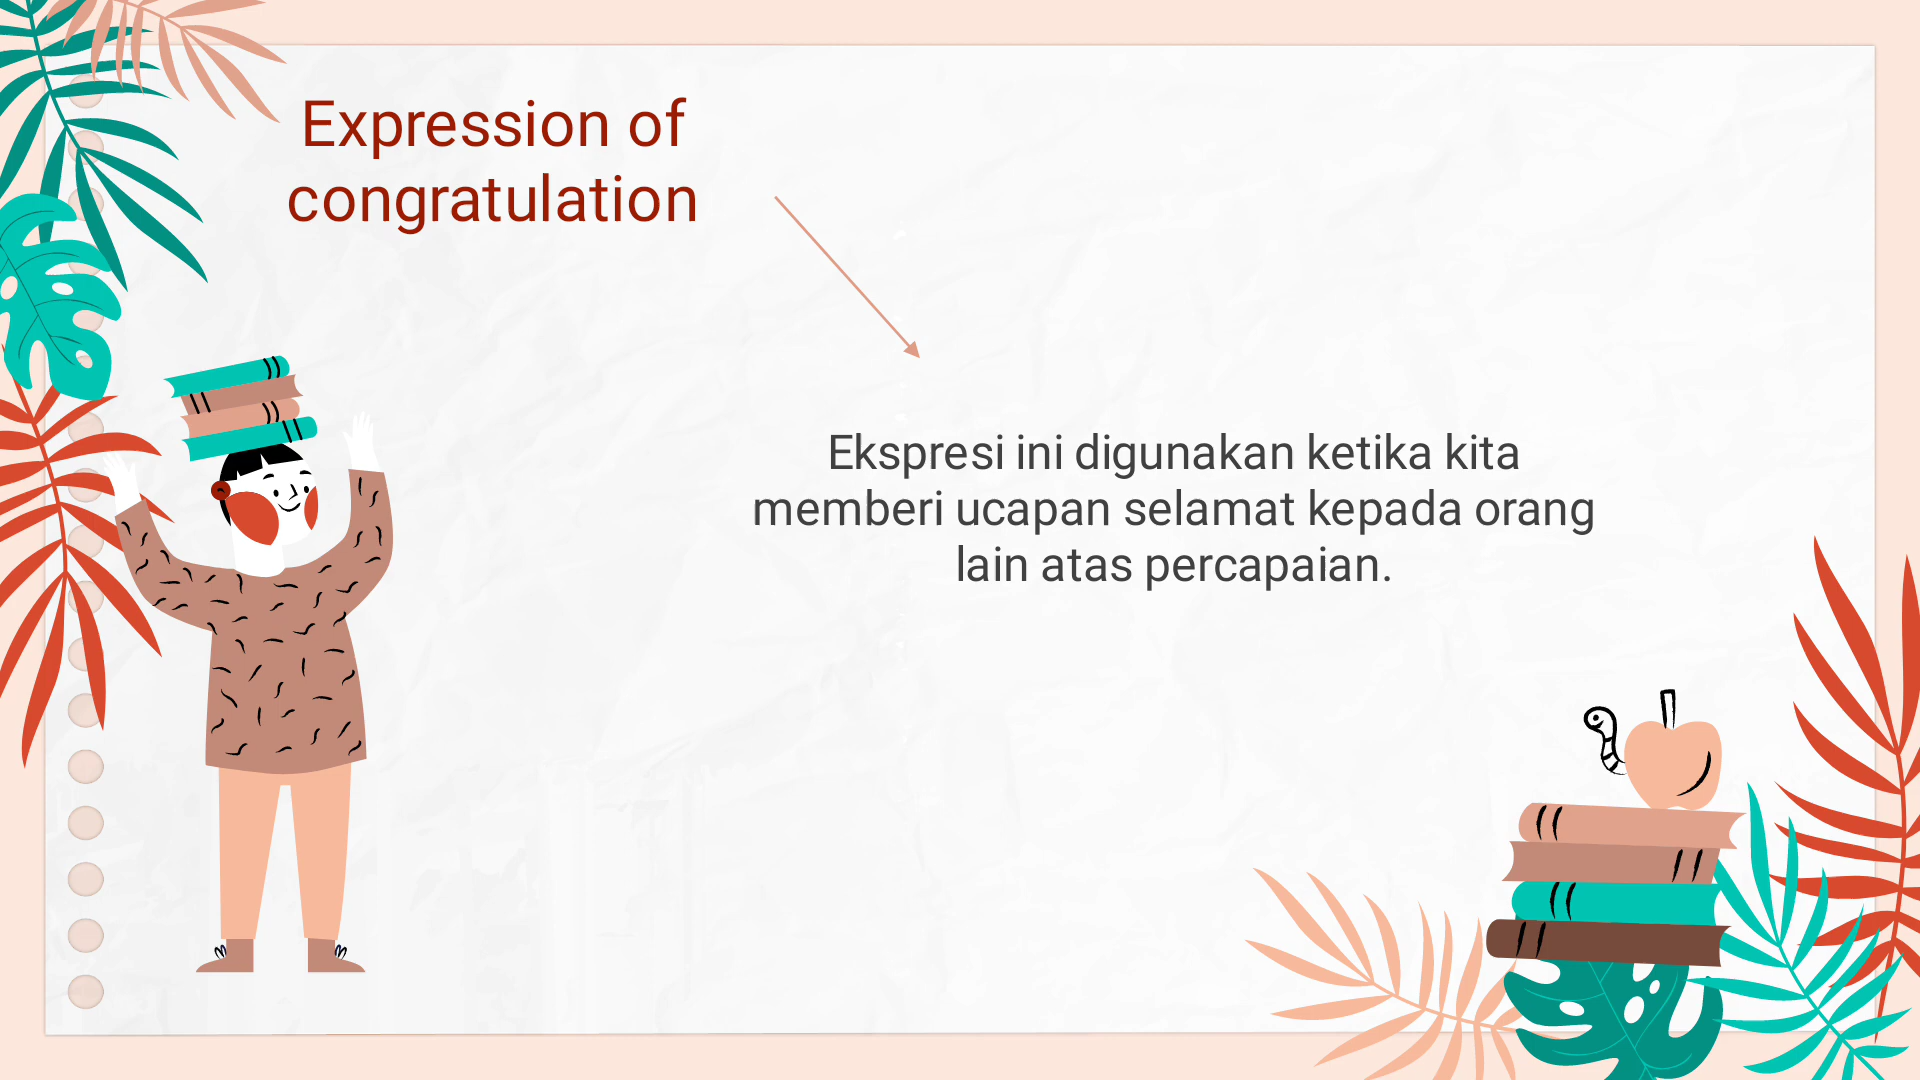 Expression of
congratulation
Ekspresi ini digunakan ketika kita
memberi ucapan selamat kepada orang
lain atas percapaian.